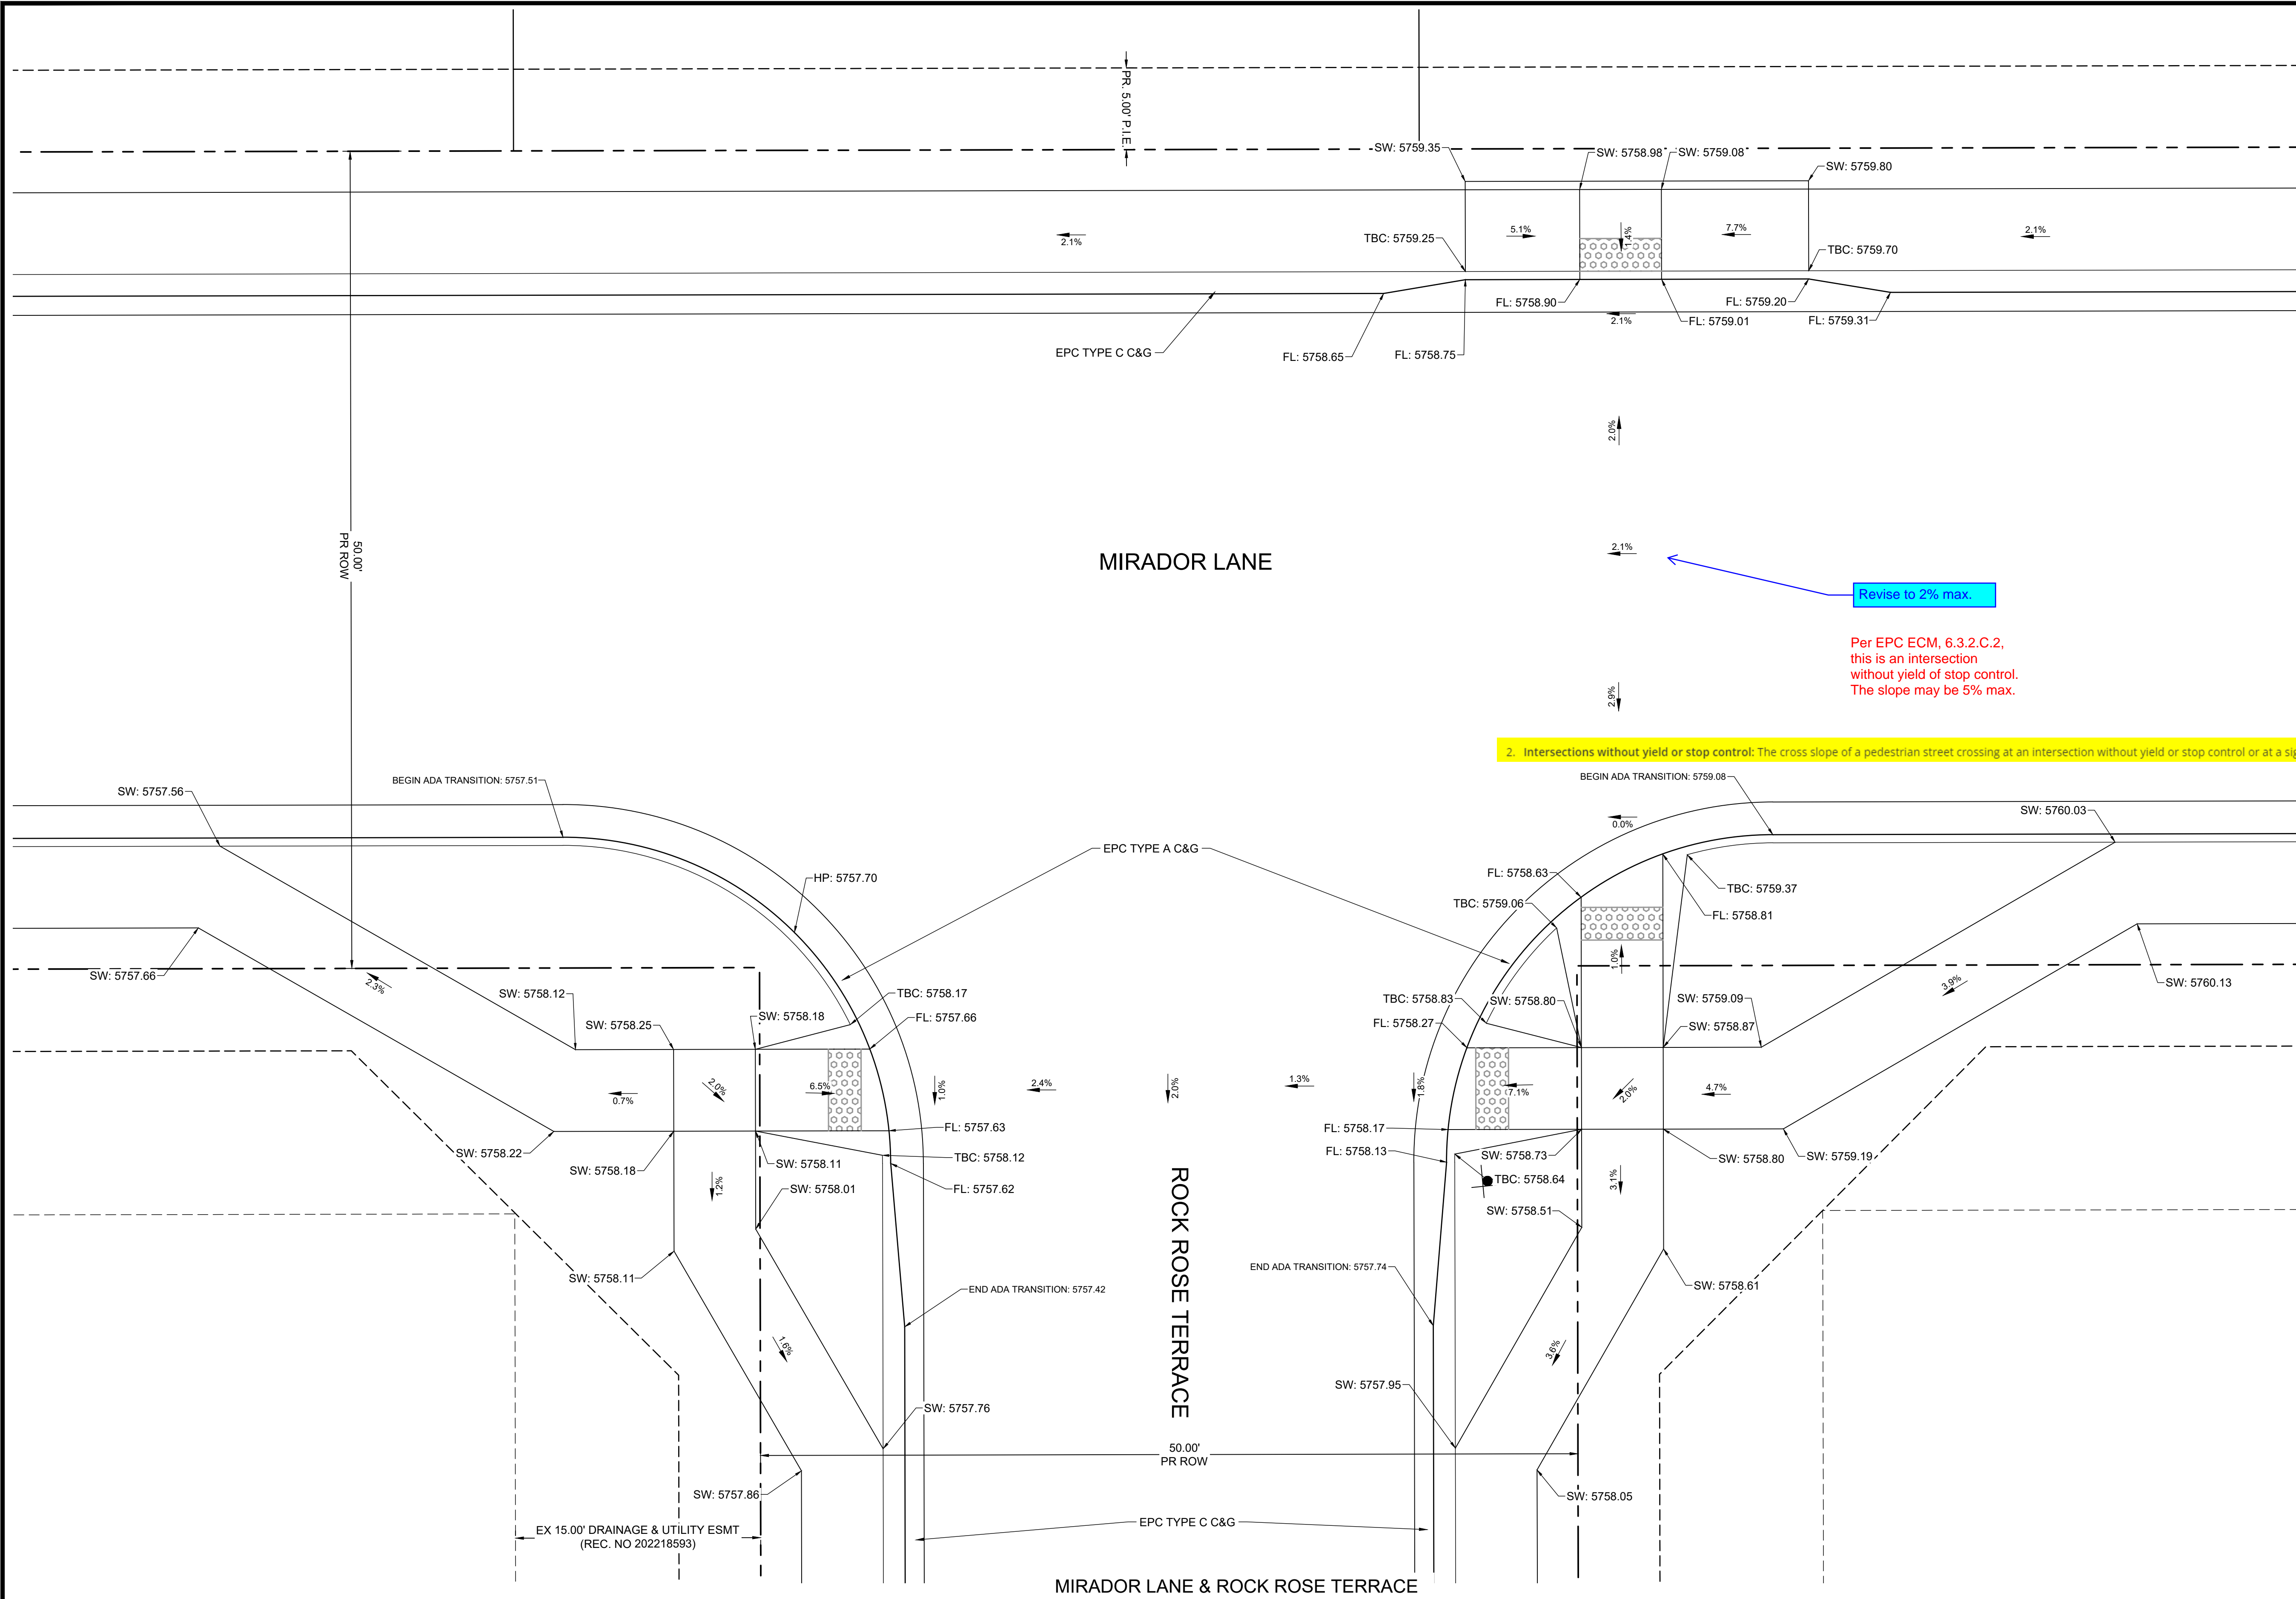 PR. 5.00' P.I.E.
SW: 5759.35
SW: 5758.98
SW: 5759.08
SW: 5759.80
TBC: 5759.25
5.1%
1.4%
7.7%
2.1%
2.1%
TBC: 5759.70
FL: 5758.90
FL: 5759.20
2.1%
FL: 5759.01
FL: 5759.31
EPC TYPE C C&G
FL: 5758.65
FL: 5758.75
2.0%
50.00'
PR ROW
MIRADOR LANE
2.1%
Revise to 2% max.
Per EPC ECM, 6.3.2.C.2,
this is an intersection
without yield of stop control.
The slope may be 5% max.
2.9%
2. Intersections without yield or stop control: The cross slope of a pedestrian street crossing at an intersection without yield or stop control or at a sig
BEGIN ADA TRANSITION: 5757.51
BEGIN ADA TRANSITION: 5759.08
SW: 5757.56
SW: 5760.03
0.0%
EPC TYPE A C&G
HP: 5757.70
FL: 5758.63
TBC: 5759.37
TBC: 5759.06
FL: 5758.81
SW: 5757.66
2.3%
1.0%
3.9%
SW: 5760.13
SW: 5758.12
TBC: 5758.17
TBC: 5758.83
SW: 5758.80
SW: 5759.09
SW: 5758.25
SW: 5758.18
FL: 5757.66
FL: 5758.27
SW: 5758.87
0.7%
2.0%
6.5%
1.0%
2.4%
2.0%
1.3%
1.8%
7.1%
2.0%
4.7%
FL: 5757.63
FL: 5758.17
SW: 5758.22
SW: 5758.18
SW: 5758.11
TBC: 5758.12
FL: 5758.13
SW: 5758.73
SW: 5758.80
SW: 5759.19
1.2%
SW: 5758.01
FL: 5757.62
TBC: 5758.64
3.1%
SW: 5758.51
ROCK ROSE TERRACE
SW: 5758.11
END ADA TRANSITION: 5757.42
END ADA TRANSITION: 5757.74
SW: 5758.61
1.6%
3.6%
SW: 5757.95
SW: 5757.76
50.00'
PR ROW
SW: 5757.86
SW: 5758.05
EX 15.00' DRAINAGE & UTILITY ESMT
(REC. NO 202218593)
EPC TYPE C C&G
MIRADOR LANE & ROCK ROSE TERRACE